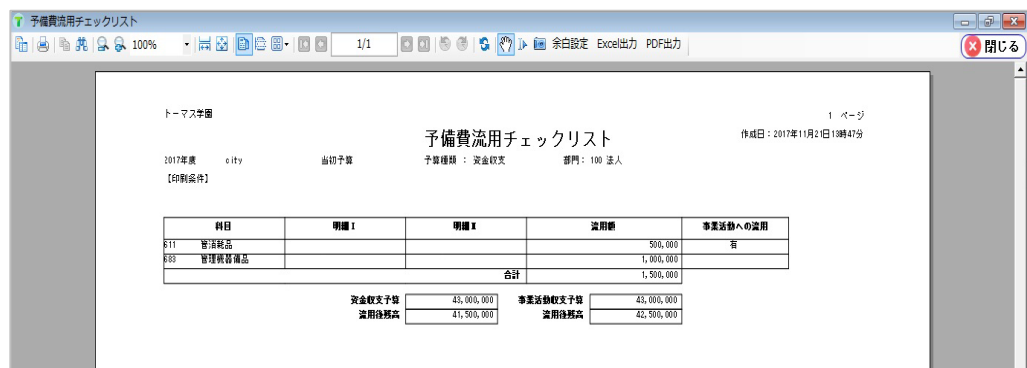 予備費流用チェックリスト
100% 1/1 余白設定 Excel出力 PDF出力 閉じる
トーマス学園 1 ページ
予備費流用チェックリスト
作成日：2017年11月21日13時47分
2017年度 city 当初予算 予算種類 ： 資金収支 部門： 100 法人
【印刷条件】
科目 明細Ⅰ 明細Ⅱ 流用額 事業活動への流用
611 管消耗品 500,000 有
683 管理機器備品 1,000,000
合計 1,500,000
資金収支予算 43,000,000 事業活動収支予算 43,000,000
流用後残高 41,500,000 流用後残高 42,500,000